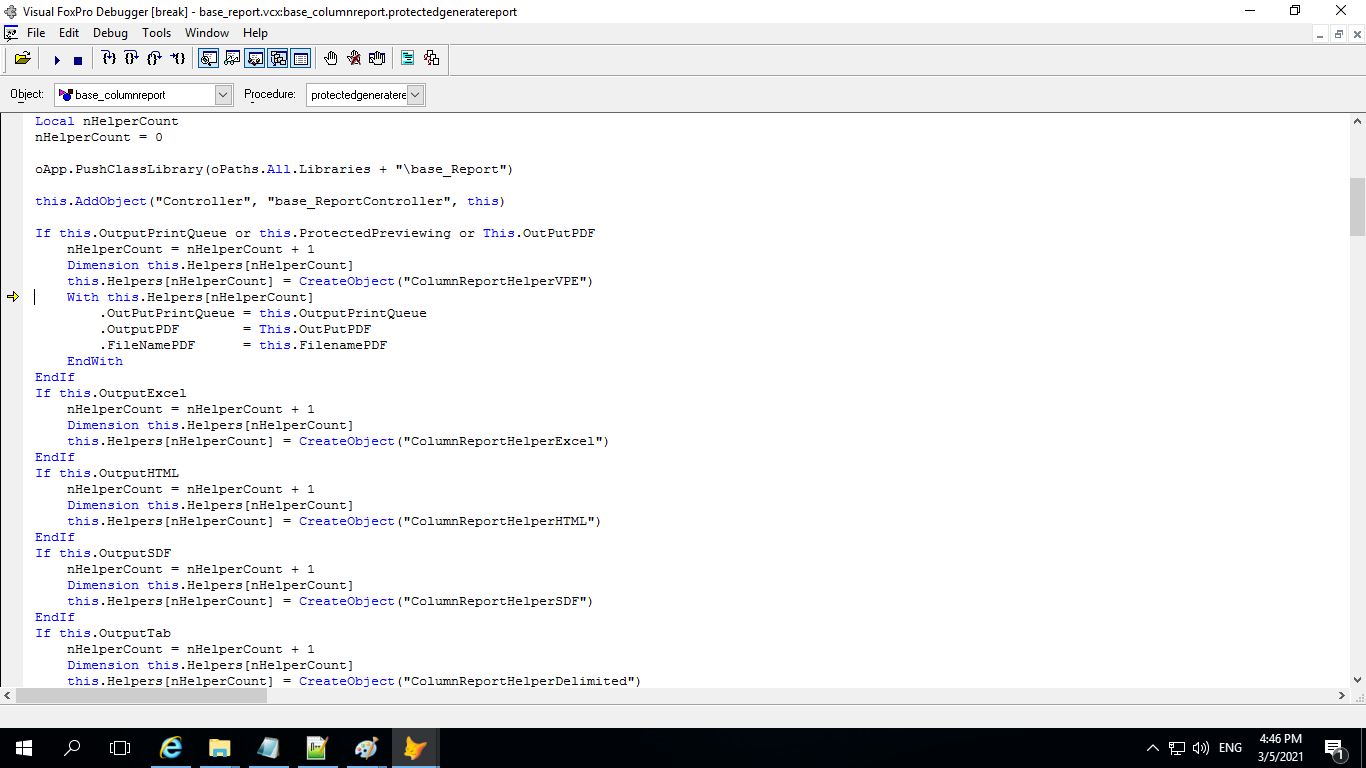 Visual FoxPro Debugger [break] - base_report.vcx:base_columnreport.protectedgeneratereport
File Edit Debug Tools Window Help
Object: base_columnreport Procedure: protectedgeneratere
Local nHelperCount
nHelperCount = 0
oApp.PushClassLibrary(oPaths.All.Libraries + "\base_Report")
this.AddObject("Controller", "base_ReportController", this)
If this.OutputPrintQueue or this.ProtectedPreviewing or This.OutPutPDF
nHelperCount = nHelperCount + 1
Dimension this.Helpers[nHelperCount]
this.Helpers[nHelperCount] = CreateObject("ColumnReportHelperVPE")
With this.Helpers[nHelperCount]
.OutPutPrintQueue = this.OutputPrintQueue
.OutputPDF = This.OutPutPDF
.FileNamePDF = this.FilenamePDF
EndWith
EndIf
If this.OutputExcel
nHelperCount = nHelperCount + 1
Dimension this.Helpers[nHelperCount]
this.Helpers[nHelperCount] = CreateObject("ColumnReportHelperExcel")
EndIf
If this.OutputHTML
nHelperCount = nHelperCount + 1
Dimension this.Helpers[nHelperCount]
this.Helpers[nHelperCount] = CreateObject("ColumnReportHelperHTML")
EndIf
If this.OutputSDF
nHelperCount = nHelperCount + 1
Dimension this.Helpers[nHelperCount]
this.Helpers[nHelperCount] = CreateObject("ColumnReportHelperSDF")
EndIf
If this.OutputTab
nHelperCount = nHelperCount + 1
Dimension this.Helpers[nHelperCount]
this.Helpers[nHelperCount] = CreateObject("ColumnReportHelperDelimited")
ENG
4:46 PM
3/5/2021
1